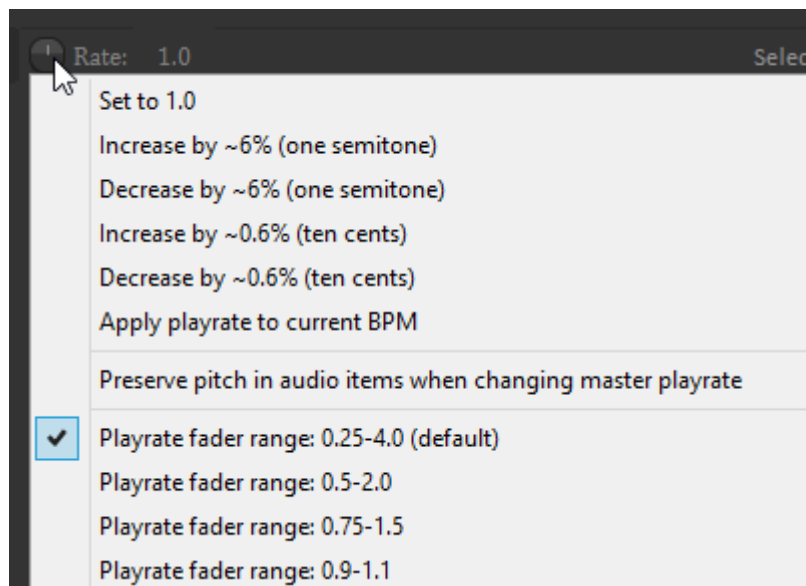 Rate: 1.0
Selec
Set to 1.0
Increase by ~6% (one semitone)
Decrease by ~6% (one semitone)
Increase by ~0.6% (ten cents)
Decrease by ~0.6% (ten cents)
Apply playrate to current BPM
Preserve pitch in audio items when changing master playrate
Playrate fader range: 0.25-4.0 (default)
Playrate fader range: 0.5-2.0
Playrate fader range: 0.75-1.5
Playrate fader range: 0.9-1.1